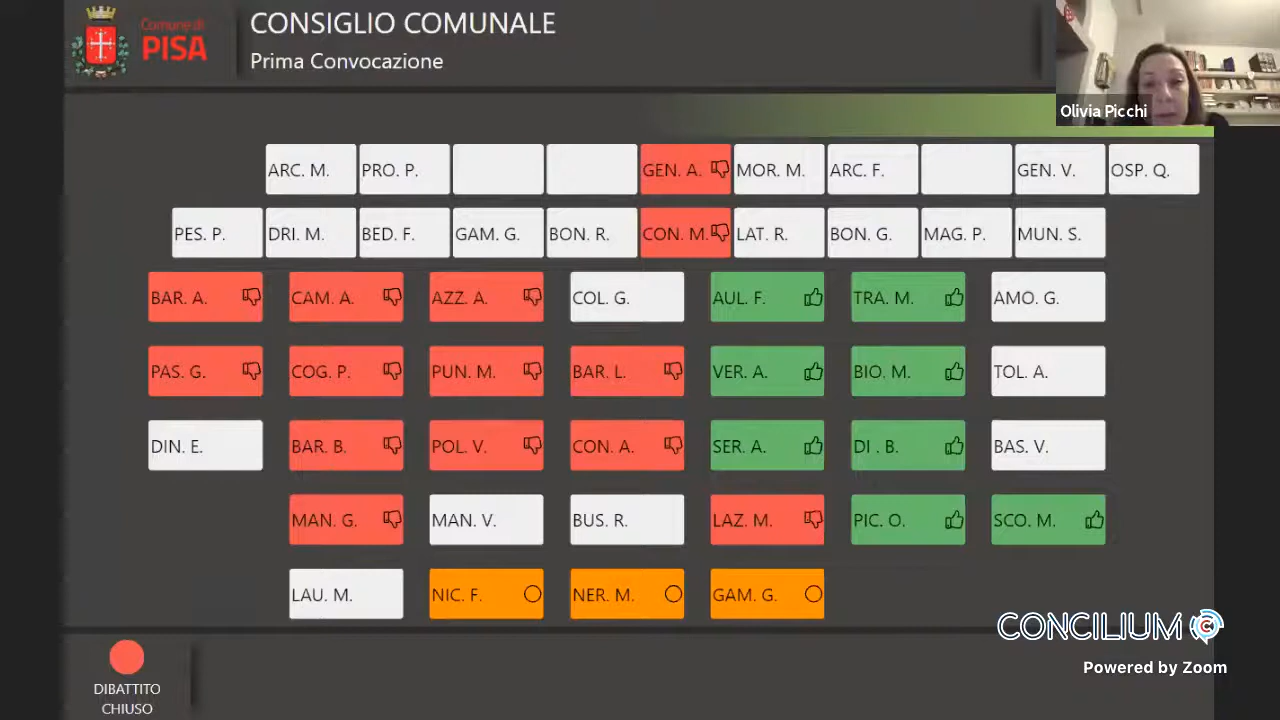 Comune di
PISA
CONSIGLIO COMUNALE
Prima Convocazione
Olivia Picchi
ARC. M.
PRO. P.
GEN. A.
MOR. M.
ARC. F.
GEN. V.
OSP. Q.
PES. P.
DRI. M.
BED. F.
GAM. G.
BON. R.
CON. M.
LAT. R.
BON. G.
MAG. P.
MUN. S.
BAR. A.
CAM. A.
AZZ. A.
COL. G.
AUL. F.
TRA. M.
AMO. G.
PAS. G.
COG. P.
PUN. M.
BAR. L.
VER. A.
BIO. M.
TOL. A.
DIN. E.
BAR. B.
POL. V.
CON. A.
SER. A.
DI . B.
BAS. V.
MAN. G.
MAN. V.
BUS. R.
LAZ. M.
PIC. O.
SCO. M.
LAU. M.
NIC. F.
NER. M.
GAM. G.
CONCILIUM
Powered by Zoom
DIBATTITO
CHIUSO